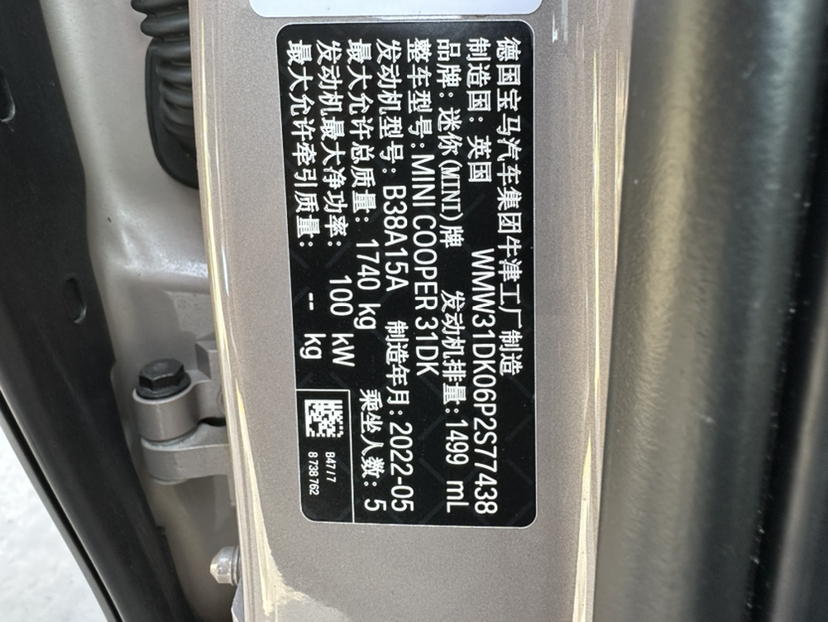 德国宝马汽车集团牛津工厂制造
制造国：英国 WMW31DK06P2S77438
品牌：迷你(MINI)牌 发动机排量：1499 mL
整车型号：MINI COOPER 31DK
发动机型号：B38A15A 制造年月：2022-05
最大允许总质量：1740 kg 乘坐人数：5
发动机最大净功率：100 kW
最大允许牵引质量：-- kg
B47/7
8 738 762